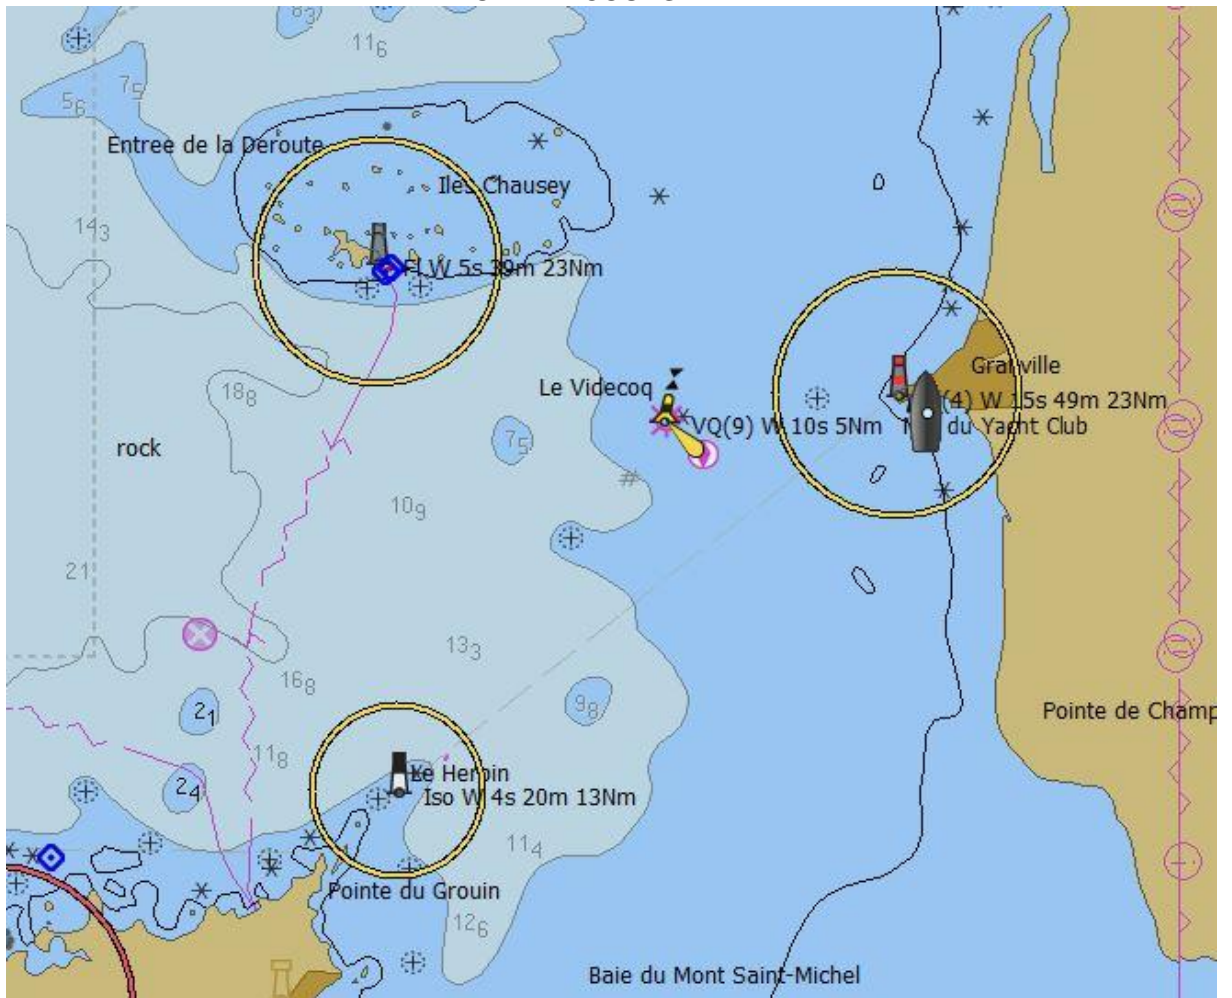 8₃
11₆
7₅
5₆
Entree de la Deroute
Iles Chausey
14₃
Fl W 5s 39m 23Nm
Granville
18₈
Le Videcoq
(4) W 15s 49m 23Nm
VQ(9) W 10s 5Nm
du Yacht Club
rock
7₅
10₉
21
13₃
16₈
2₁
9₈
Pointe de Champ
11₈
Le Herpin
2₄
Iso W 4s 20m 13Nm
11₄
Pointe du Grouin
12₆
Baie du Mont Saint-Michel